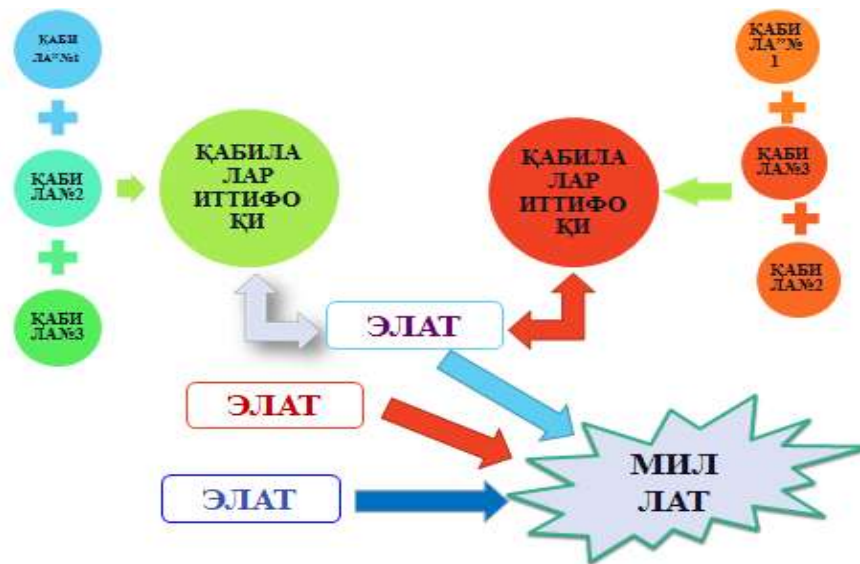 ҚАБИ
ЛА”№1
ҚАБИ
ЛА№2
ҚАБИ
ЛА№3
ҚАБИЛА
ЛАР
ИТТИФО
ҚИ
ҚАБИЛА
ЛАР
ИТТИФО
ҚИ
ҚАБИ
ЛА”№
1
ҚАБИ
ЛА№3
ҚАБИ
ЛА№2
ЭЛАТ
ЭЛАТ
ЭЛАТ
МИЛ
ЛАТ